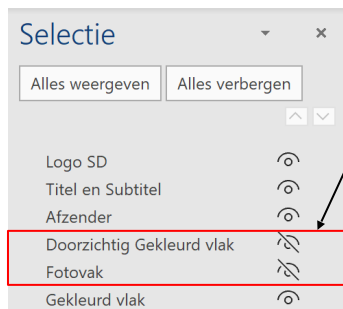 Selectie
Alles weergeven Alles verbergen
Logo SD
Titel en Subtitel
Afzender
Doorzichtig Gekleurd vlak
Fotovak
Gekleurd vlak